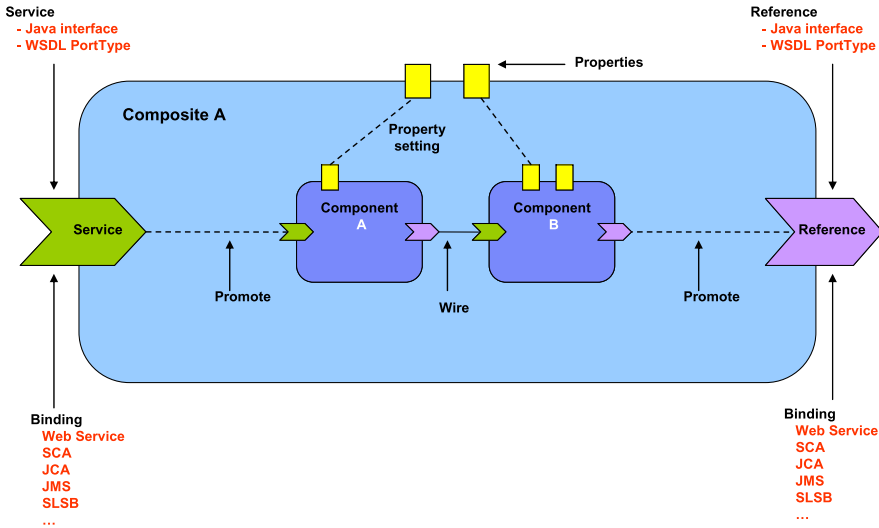 Service
- Java interface
- WSDL PortType
Reference
- Java interface
- WSDL PortType
Properties
Composite A
Property
setting
Component
A
Component
B
Service
Reference
Promote
Wire
Promote
Binding
Web Service
SCA
JCA
JMS
SLSB
…
Binding
Web Service
SCA
JCA
JMS
SLSB
…